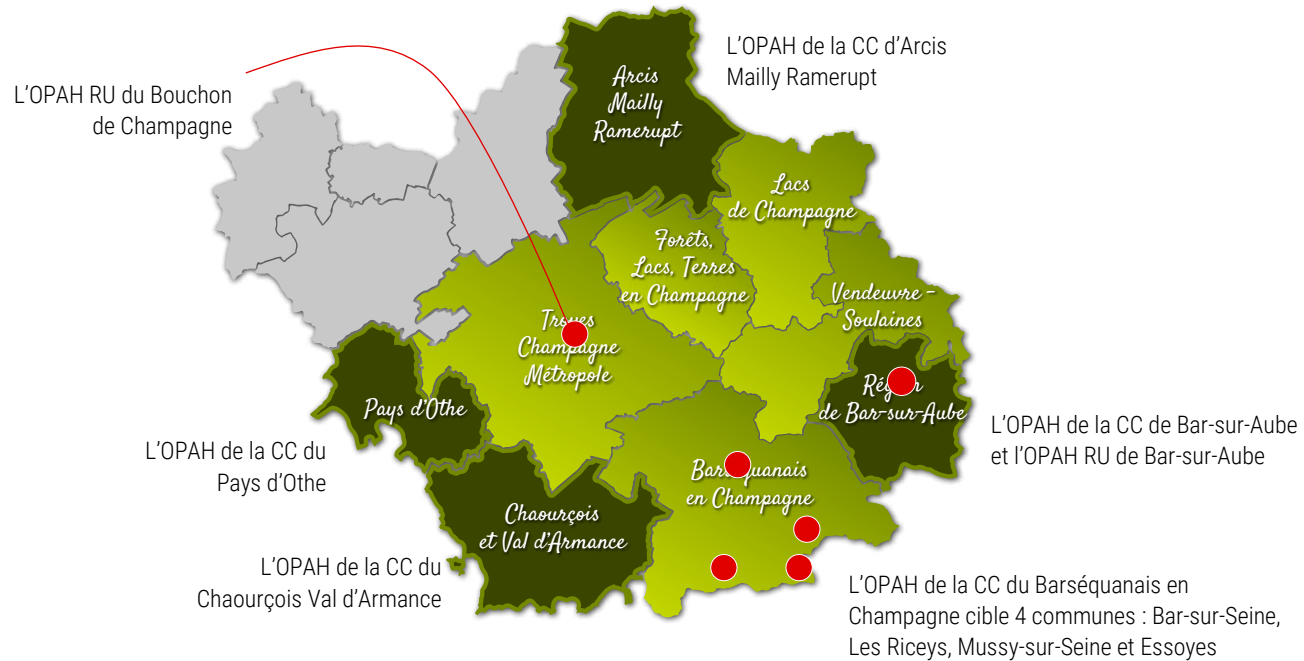 L'OPAH RU du Bouchon
de Champagne
L'OPAH de la CC d'Arcis
Mailly Ramerupt
Arcis
Mailly
Ramerupt
Lacs
de Champagne
Forêts,
Lacs, Terres
en Champagne
Vendeuvre –
Soulaines
Troyes
Champagne
Métropole
Région
de Bar-sur-Aube
Pays d'Othe
L'OPAH de la CC de Bar-sur-Aube
et l'OPAH RU de Bar-sur-Aube
L'OPAH de la CC du
Pays d'Othe
Barséquanais
en Champagne
Chaourçois
et Val d'Armance
L'OPAH de la CC du
Chaourçois Val d'Armance
L'OPAH de la CC du Barséquanais en
Champagne cible 4 communes : Bar-sur-Seine,
Les Riceys, Mussy-sur-Seine et Essoyes